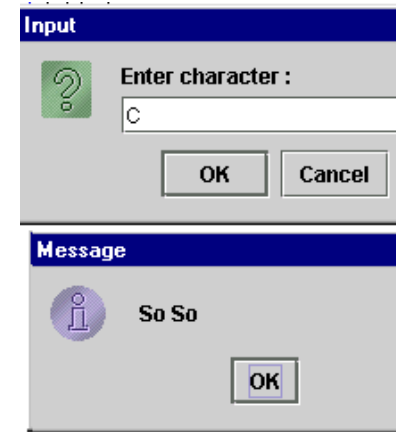 Input
Enter character :
C
OK Cancel
Message
So So
OK